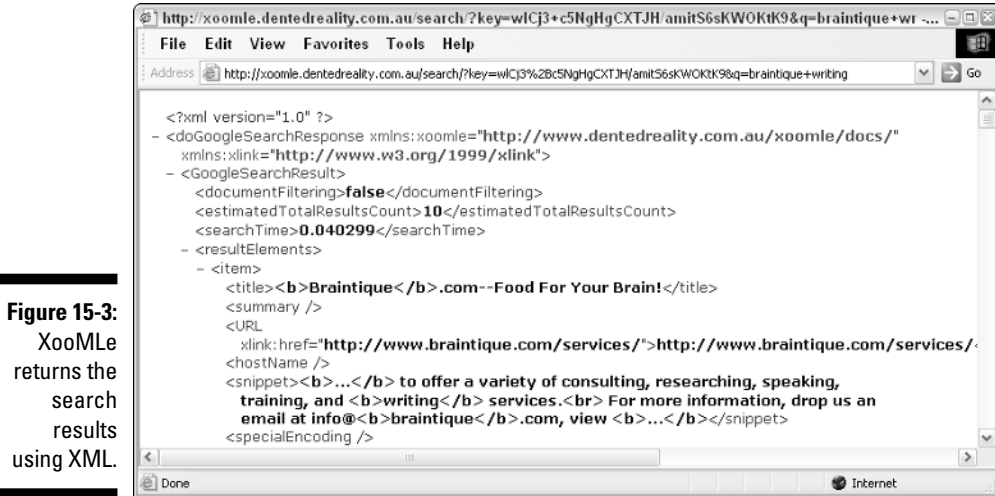 http://xoomle.dentedreality.com.au/search/?key=wlCj3+c5NgHgCXTJH/amitS6sKWOKtK9&q=braintique+wr -...
File Edit View Favorites Tools Help
Address http://xoomle.dentedreality.com.au/search/?key=wlCj3%2Bc5NgHgCXTJH/amitS6sKWOKtK9&q=braintique+writing Go
<?xml version="1.0" ?>
- <doGoogleSearchResponse xmlns:xoomle="http://www.dentedreality.com.au/xoomle/docs/"
xmlns:xlink="http://www.w3.org/1999/xlink">
- <GoogleSearchResult>
<documentFiltering>false</documentFiltering>
<estimatedTotalResultsCount>10</estimatedTotalResultsCount>
<searchTime>0.040299</searchTime>
- <resultElements>
- <item>
<title><b>Braintique</b>.com--Food For Your Brain!</title>
<summary />
<URL
xlink:href="http://www.braintique.com/services/">http://www.braintique.com/services/<
<hostName />
<snippet><b>...</b> to offer a variety of consulting, researching, speaking,
training, and <b>writing</b> services.<br> For more information, drop us an
email at info@<b>braintique</b>.com, view <b>...</b></snippet>
<specialEncoding />
Done Internet
Figure 15-3:
XooMLe
returns the
search
results
using XML.